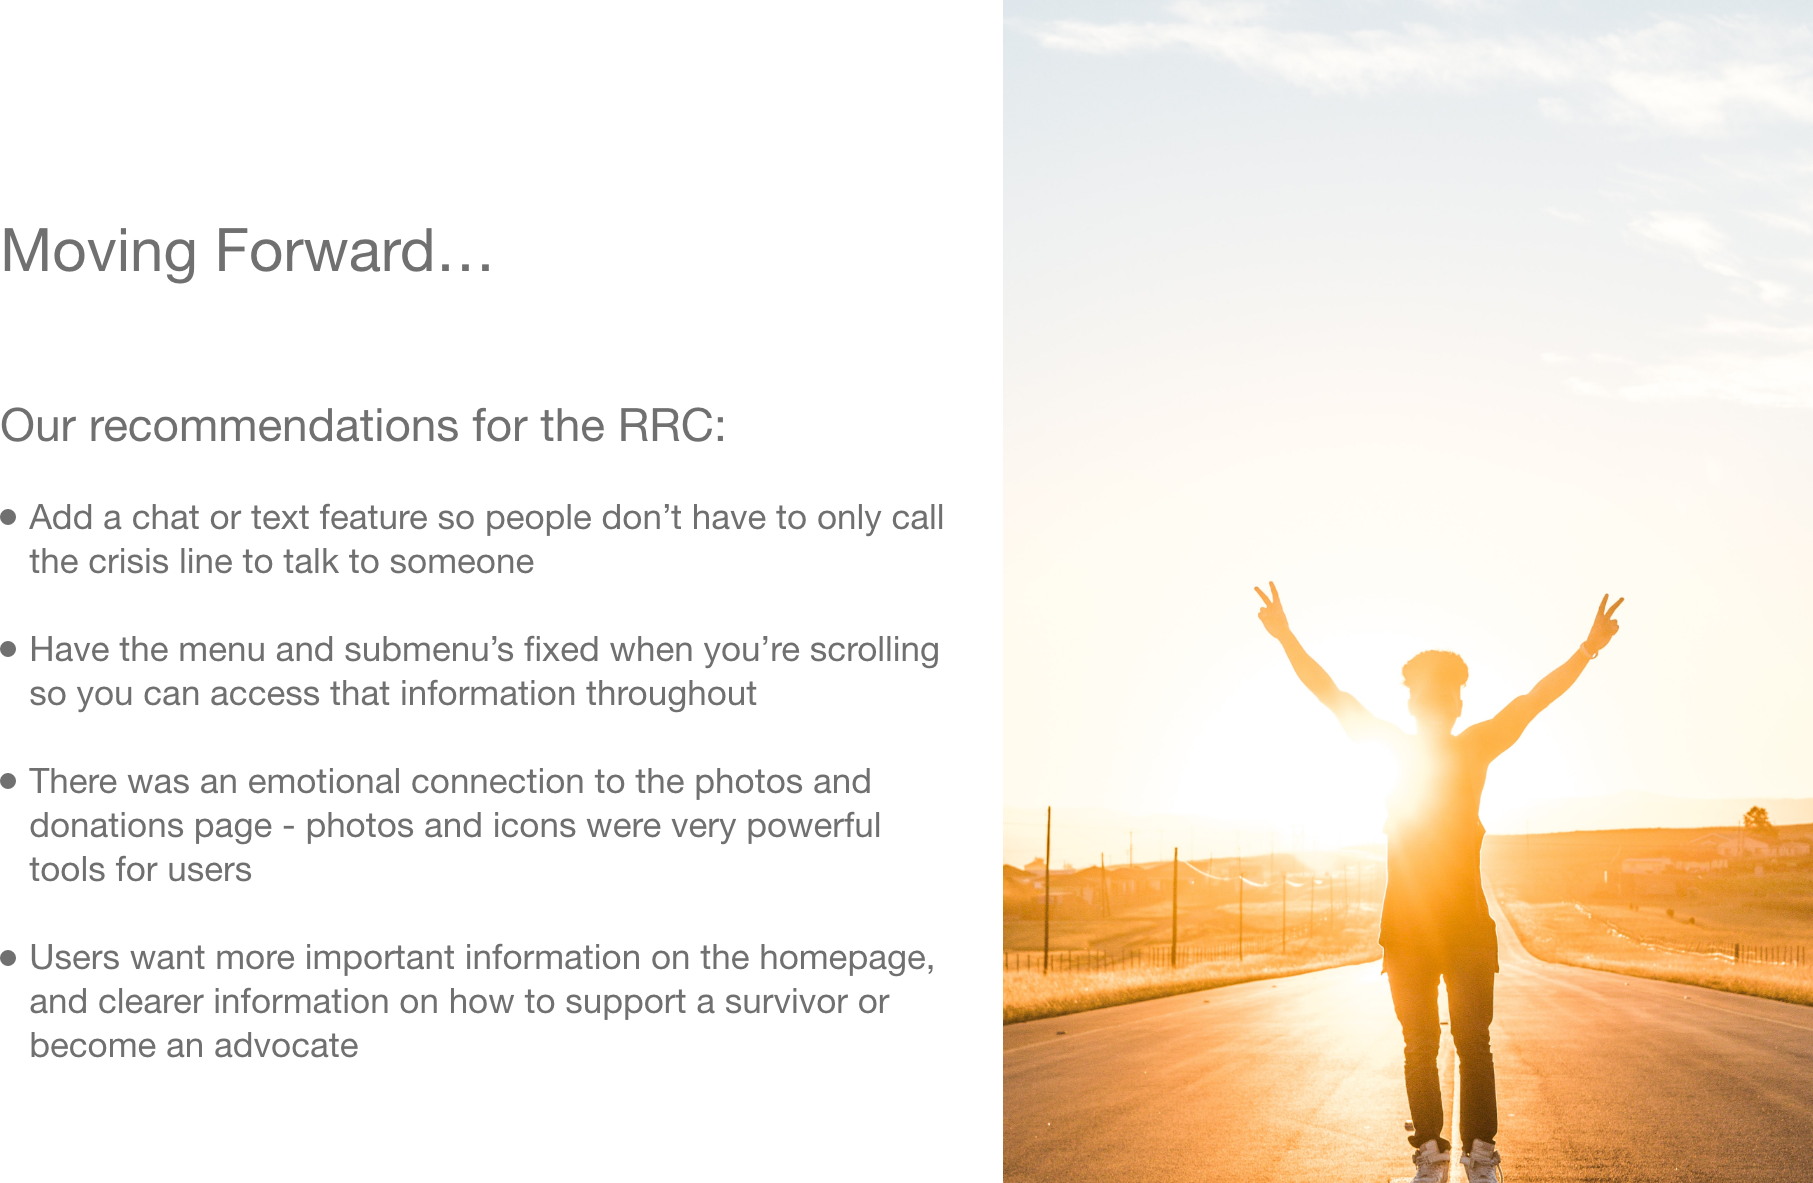 Moving Forward…
Our recommendations for the RRC:
• Add a chat or text feature so people don’t have to only call
the crisis line to talk to someone
• Have the menu and submenu’s fixed when you’re scrolling
so you can access that information throughout
• There was an emotional connection to the photos and
donations page - photos and icons were very powerful
tools for users
• Users want more important information on the homepage,
and clearer information on how to support a survivor or
become an advocate